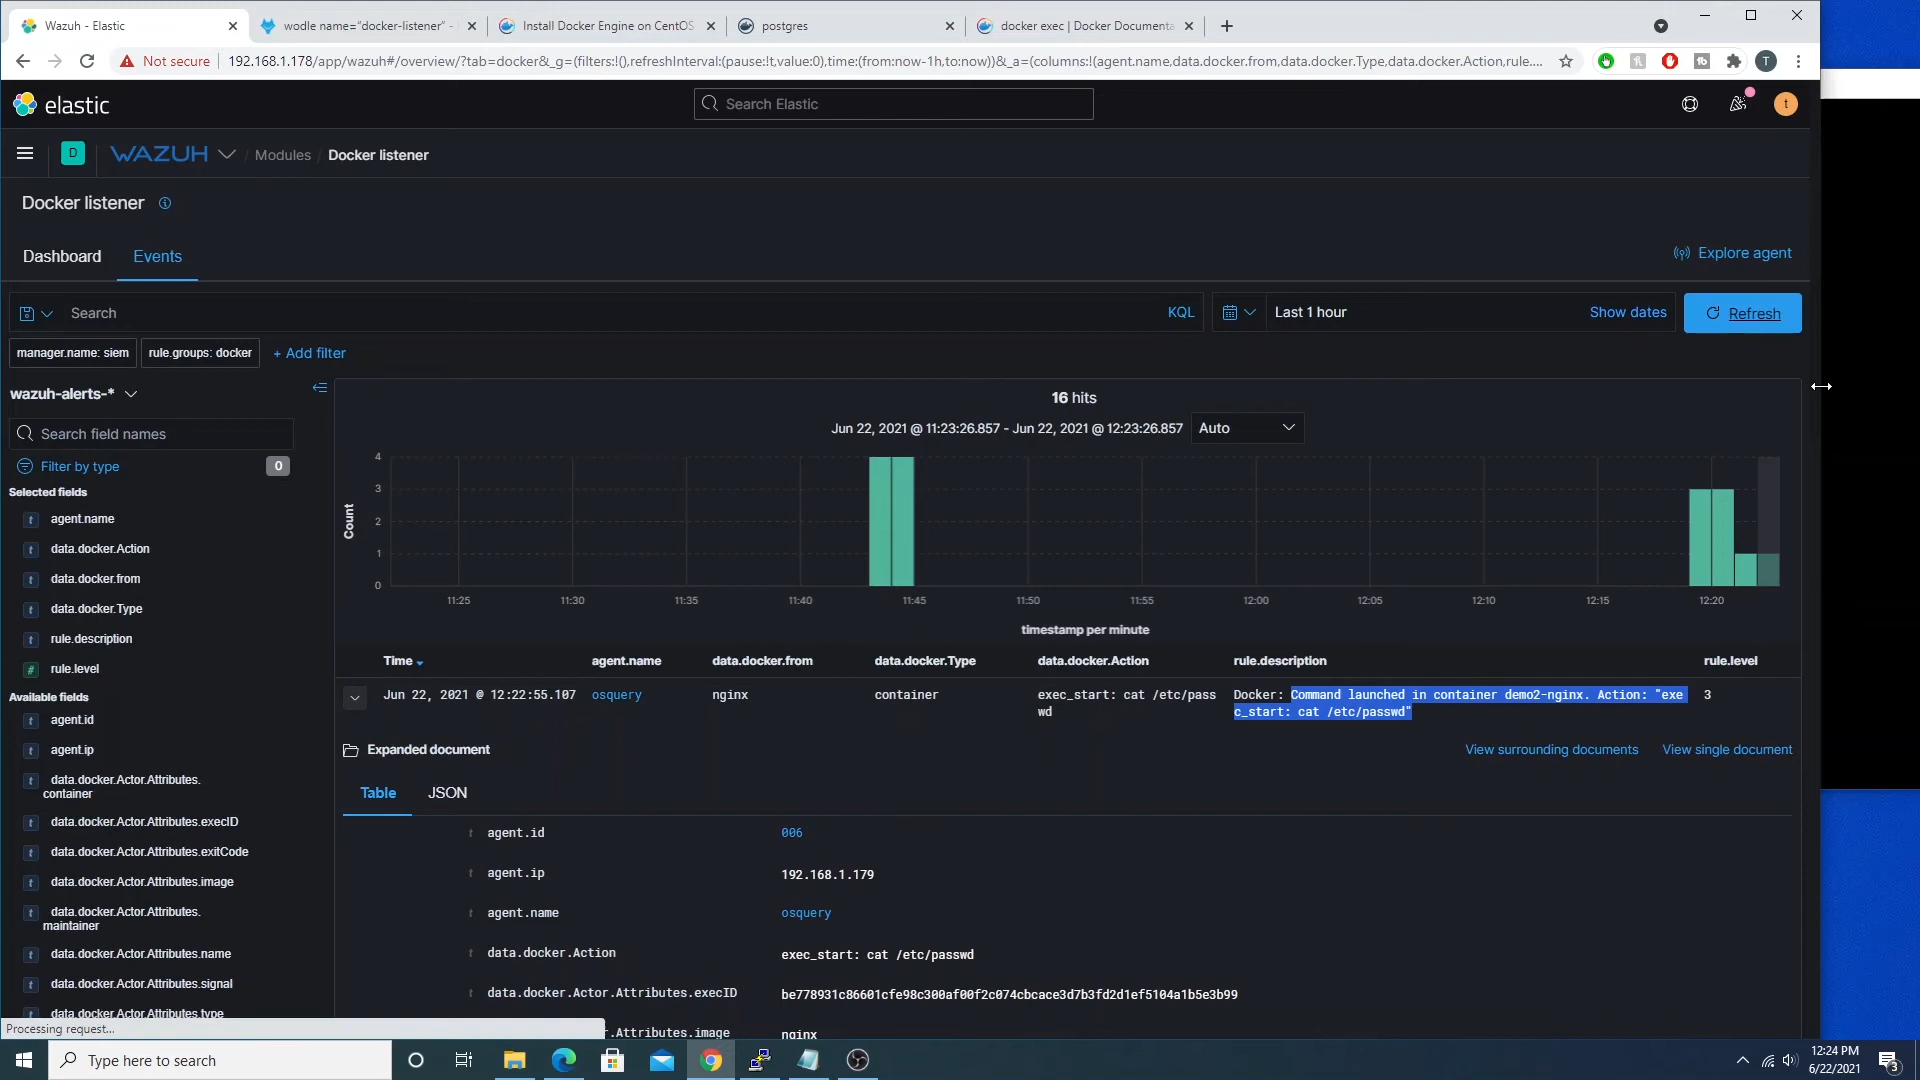 Wazuh - Elastic
wodle name="docker-listener" -
Install Docker Engine on CentOS
postgres
docker exec | Docker Documenta
Not secure
192.168.1.178/app/wazuh#/overview/?tab=docker&_g=(filters:!(),refreshInterval:(pause:!t,value:0),time:(from:now-1h,to:now))&_a=(columns:!(agent.name,data.docker.from,data.docker.Type,data.docker.Action,rule....
T
elastic
Search Elastic
t
D
WAZUH
/ Modules / Docker listener
Docker listener
Dashboard
Events
Explore agent
Search
KQL
Last 1 hour
Show dates
Refresh
manager.name: siem
rule.groups: docker
+ Add filter
wazuh-alerts-*
Search field names
Filter by type
0
Selected fields
t agent.name
t data.docker.Action
t data.docker.from
t data.docker.Type
t rule.description
# rule.level
Available fields
t agent.id
t agent.ip
t data.docker.Actor.Attributes.
container
t data.docker.Actor.Attributes.execID
t data.docker.Actor.Attributes.exitCode
t data.docker.Actor.Attributes.image
t data.docker.Actor.Attributes.
maintainer
t data.docker.Actor.Attributes.name
t data.docker.Actor.Attributes.signal
t data.docker.Actor.Attributes.type
16 hits
Jun 22, 2021 @ 11:23:26.857 - Jun 22, 2021 @ 12:23:26.857
Auto
Count
4
3
2
1
0
11:25 11:30 11:35 11:40 11:45 11:50 11:55 12:00 12:05 12:10 12:15 12:20
timestamp per minute
Time agent.name data.docker.from data.docker.Type data.docker.Action rule.description rule.level
Jun 22, 2021 @ 12:22:55.107 osquery nginx container exec_start: cat /etc/pass Docker: Command launched in container demo2-nginx. Action: "exe 3
wd c_start: cat /etc/passwd"
Expanded document
View surrounding documents
View single document
Table
JSON
t agent.id 006
t agent.ip 192.168.1.179
t agent.name osquery
t data.docker.Action exec_start: cat /etc/passwd
t data.docker.Actor.Attributes.execID be778931c86601cfe98c300af00f2c074cbcace3d7b3fd2d1ef5104a1b5e3b99
r.Attributes.image nginx
Processing request...
Type here to search
12:24 PM
6/22/2021
3